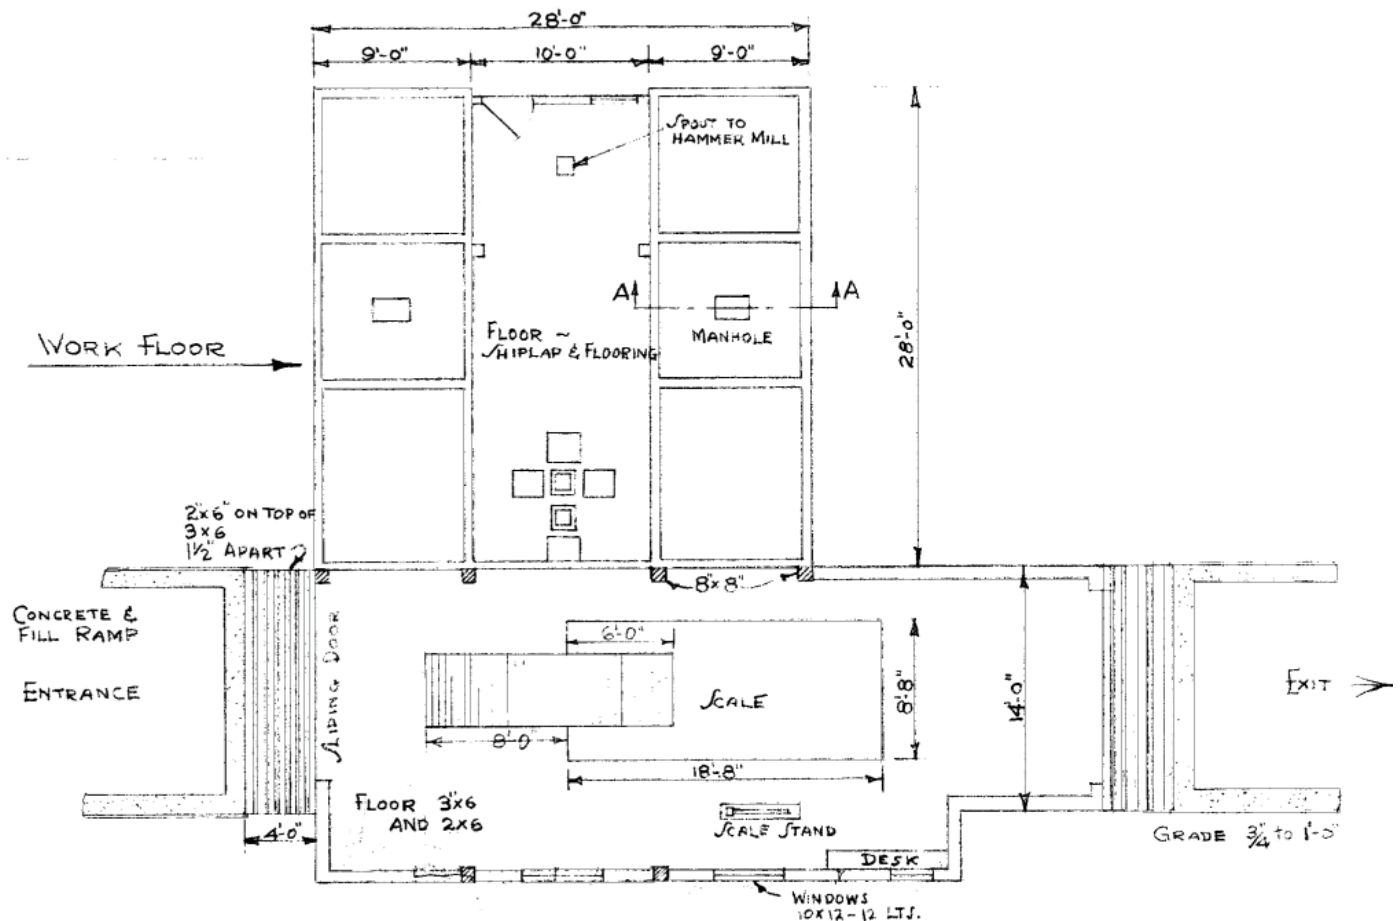 28'-0"
9'-0" 10'-0" 9'-0"
SPOUT TO
HAMMER MILL
A A
MANHOLE
FLOOR ~
SHIPLAP & FLOORING
28'-0"
WORK FLOOR
2"x6" ON TOP OF
3x6
1½" APART
8"x8"
CONCRETE &
FILL RAMP
ENTRANCE
SLIDING DOOR
6'-0"
SCALE
8'-0"
8'-8"
18'-8"
14'-0"
EXIT
FLOOR 3"x6
AND 2x6
4'-0"
SCALE STAND
DESK
GRADE ¾" to 1'-0"
WINDOWS
10x12-12 LTS.